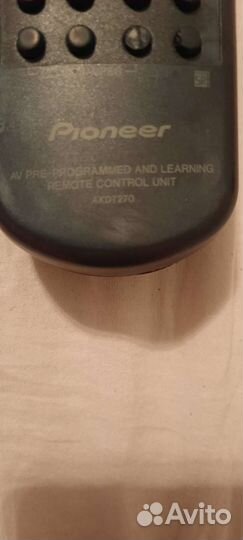 Pioneer
AV PRE-PROGRAMMED AND LEARNING
REMOTE CONTROL UNIT
AXD7270
Avito